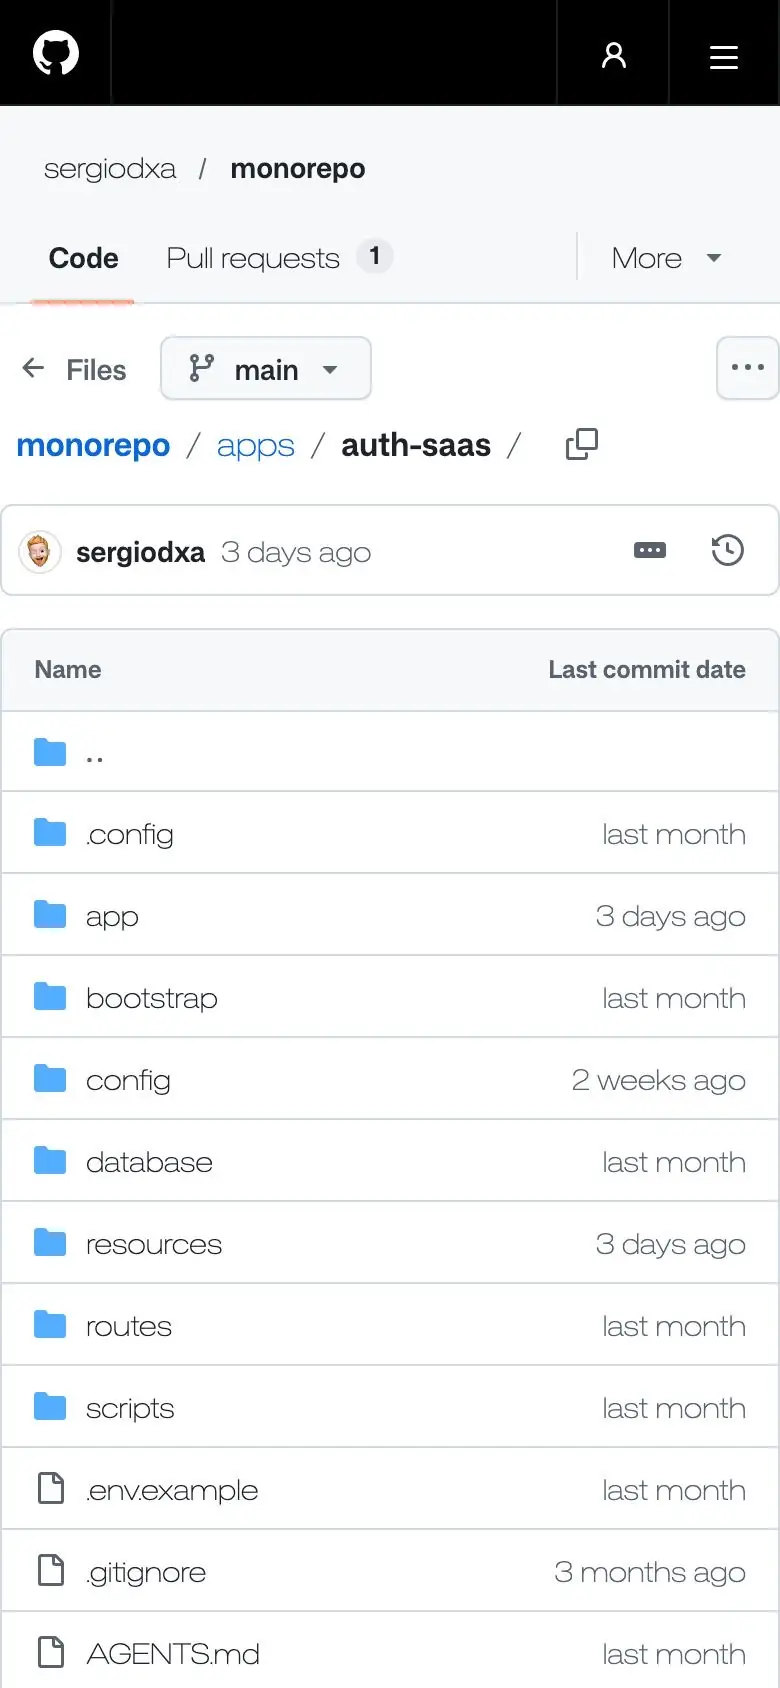 sergiodxa / monorepo
Code Pull requests 1 More
Files main
monorepo / apps / auth-saas /
sergiodxa 3 days ago
Name Last commit date
..
.config last month
app 3 days ago
bootstrap last month
config 2 weeks ago
database last month
resources 3 days ago
routes last month
scripts last month
.env.example last month
.gitignore 3 months ago
AGENTS.md last month